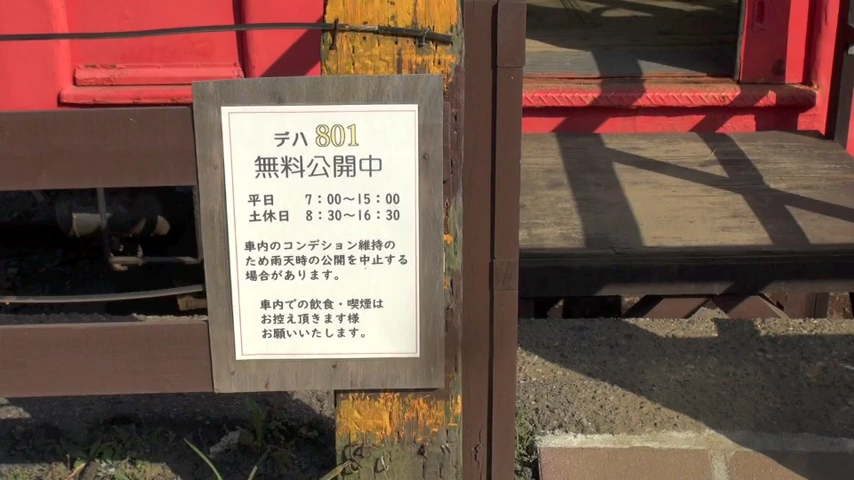 デハ 801
無料公開中
平日 7：00～15：00
土休日 8：30～16：30
車内のコンデション維持の
ため雨天時の公開を中止する
場合があります。
車内での飲食・喫煙は
お控え頂きます様
お願いいたします。